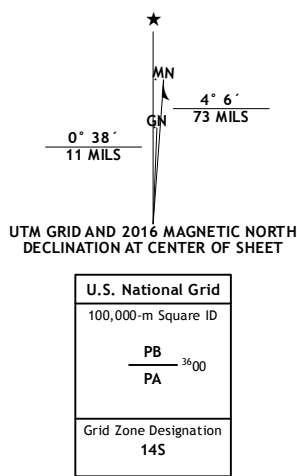 ★
MN
4° 6´
73 MILS
GN
0° 38´
11 MILS
UTM GRID AND 2016 MAGNETIC NORTH
DECLINATION AT CENTER OF SHEET
U.S. National Grid
100,000-m Square ID
PB
3600
PA
Grid Zone Designation
14S